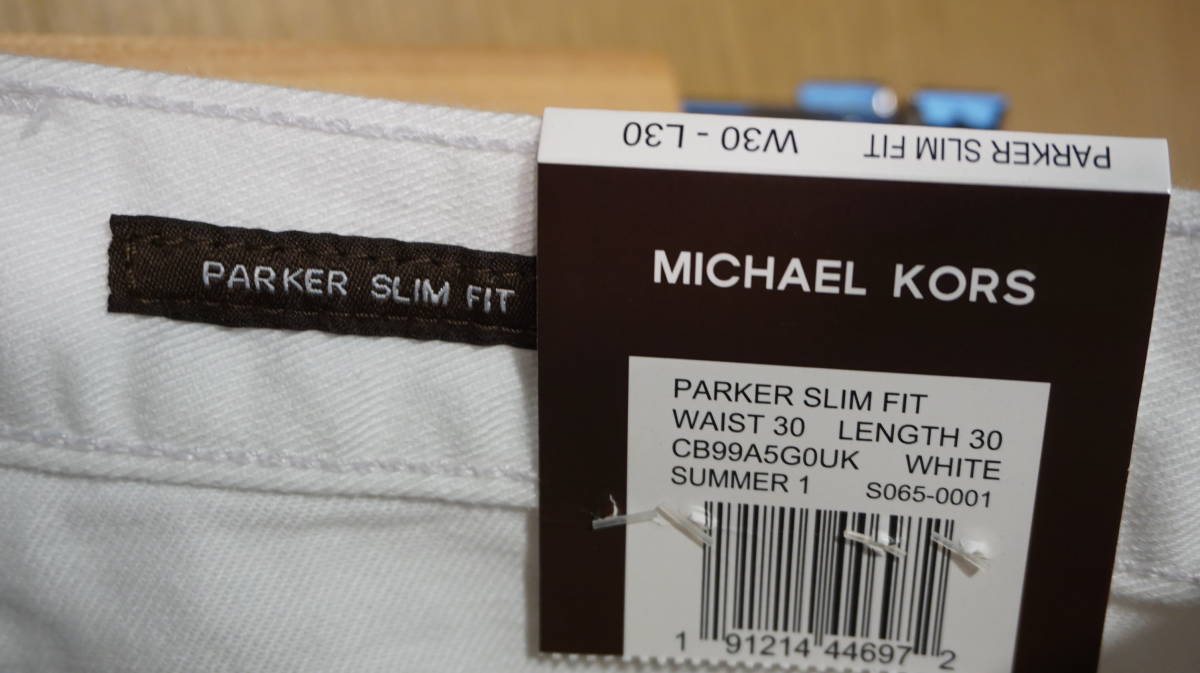 PARKER SLIM FIT W30 - L30
PARKER SLIM FIT
MICHAEL KORS
PARKER SLIM FIT
WAIST 30 LENGTH 30
CB99A5G0UK WHITE
SUMMER 1 S065-0001
1 91214 44697 2